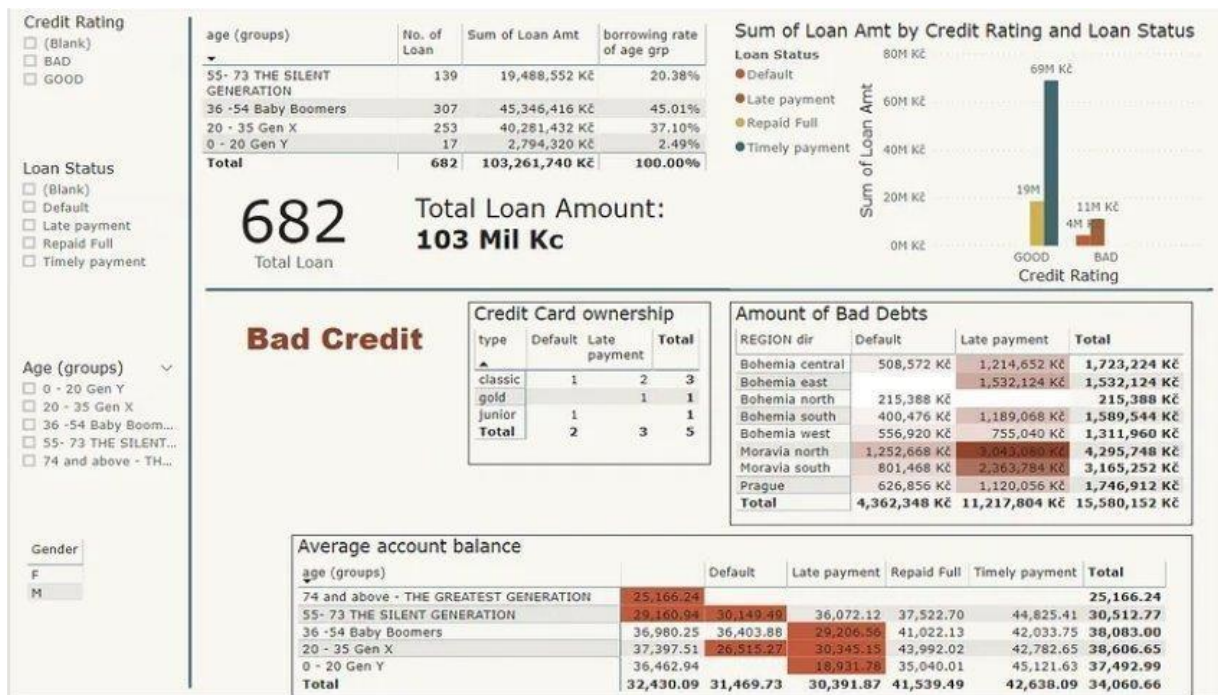 Credit Rating
(Blank)
BAD
GOOD
Loan Status
(Blank)
Default
Late payment
Repaid Full
Timely payment
Age (groups)
0 - 20 Gen Y
20 - 35 Gen X
36 -54 Baby Boom...
55- 73 THE SILENT...
74 and above - TH...
Gender
F
M
age (groups) No. of Loan Sum of Loan Amt borrowing rate of age grp
55- 73 THE SILENT GENERATION 139 19,488,552 Kč 20.38%
36 -54 Baby Boomers 307 45,346,416 Kč 45.01%
20 - 35 Gen X 253 40,281,432 Kč 37.10%
0 - 20 Gen Y 17 2,794,320 Kč 2.49%
Total 682 103,261,740 Kč 100.00%
682
Total Loan
Total Loan Amount:
103 Mil Kc
Sum of Loan Amt by Credit Rating and Loan Status
Loan Status
Default
Late payment
Repaid Full
Timely payment
Sum of Loan Amt
80M Kč
60M Kč
40M Kč
20M Kč
0M Kč
69M Kč
19M
4M
11M Kč
GOOD BAD
Credit Rating
Bad Credit
Credit Card ownership
type Default Late payment Total
classic 1 2 3
gold 1 1
junior 1 1
Total 2 3 5
Amount of Bad Debts
REGION dir Default Late payment Total
Bohemia central 508,572 Kč 1,214,652 Kč 1,723,224 Kč
Bohemia east 1,532,124 Kč 1,532,124 Kč
Bohemia north 215,388 Kč 215,388 Kč
Bohemia south 400,476 Kč 1,189,068 Kč 1,589,544 Kč
Bohemia west 556,920 Kč 755,040 Kč 1,311,960 Kč
Moravia north 1,252,668 Kč 3,043,080 Kč 4,295,748 Kč
Moravia south 801,468 Kč 2,363,784 Kč 3,165,252 Kč
Prague 626,856 Kč 1,120,056 Kč 1,746,912 Kč
Total 4,362,348 Kč 11,217,804 Kč 15,580,152 Kč
Average account balance
age (groups) Default Late payment Repaid Full Timely payment Total
74 and above - THE GREATEST GENERATION 25,166.24 25,166.24
55- 73 THE SILENT GENERATION 29,160.94 30,149.49 36,072.12 37,522.70 44,825.41 30,512.77
36 -54 Baby Boomers 36,980.25 36,403.88 29,206.56 41,022.13 42,033.75 38,083.00
20 - 35 Gen X 37,397.51 26,515.27 30,345.15 43,992.02 42,782.65 38,606.65
0 - 20 Gen Y 36,462.94 18,931.78 35,040.01 45,121.63 37,492.99
Total 32,430.09 31,469.73 30,391.87 41,539.49 42,638.09 34,060.66